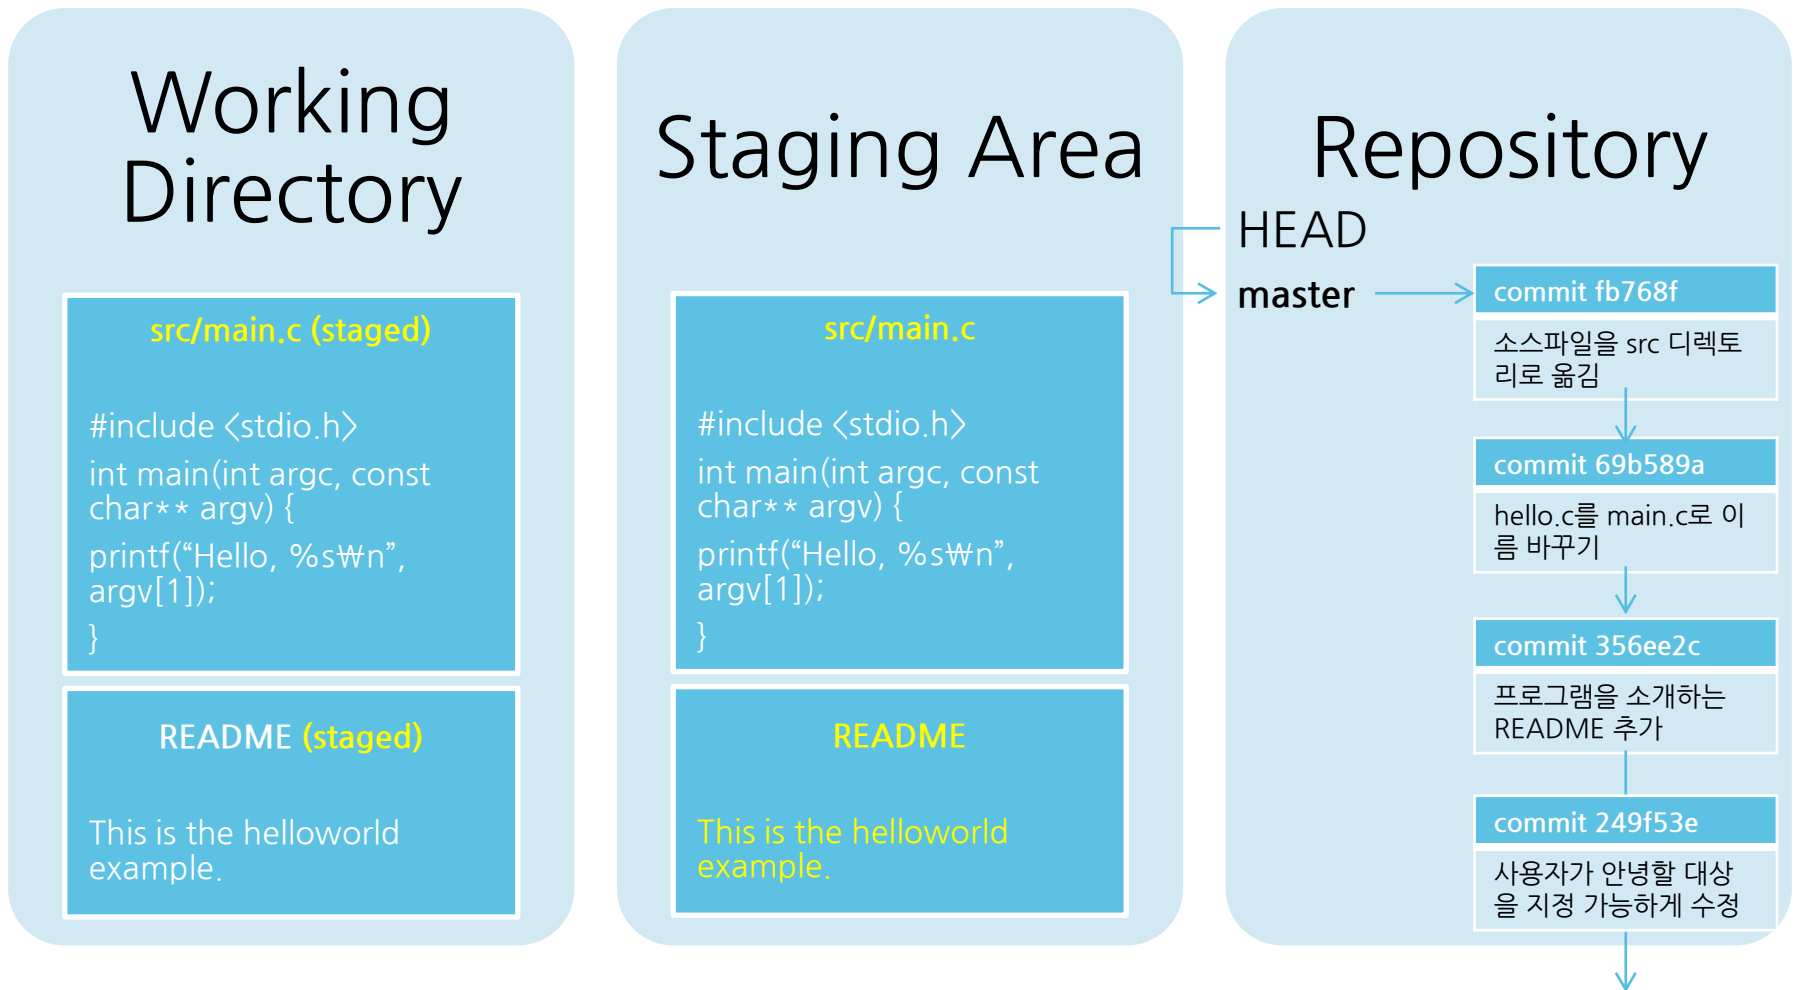 Working
Directory
src/main.c (staged)
#include <stdio.h>
int main(int argc, const
char** argv) {
printf(“Hello, %s₩n”,
argv[1]);
}
README (staged)
This is the helloworld
example.
Staging Area
src/main.c
#include <stdio.h>
int main(int argc, const
char** argv) {
printf(“Hello, %s₩n”,
argv[1]);
}
README
This is the helloworld
example.
Repository
HEAD
master
commit fb768f
소스파일을 src 디렉토
리로 옮김
commit 69b589a
hello.c를 main.c로 이
름 바꾸기
commit 356ee2c
프로그램을 소개하는
README 추가
commit 249f53e
사용자가 안녕할 대상
을 지정 가능하게 수정